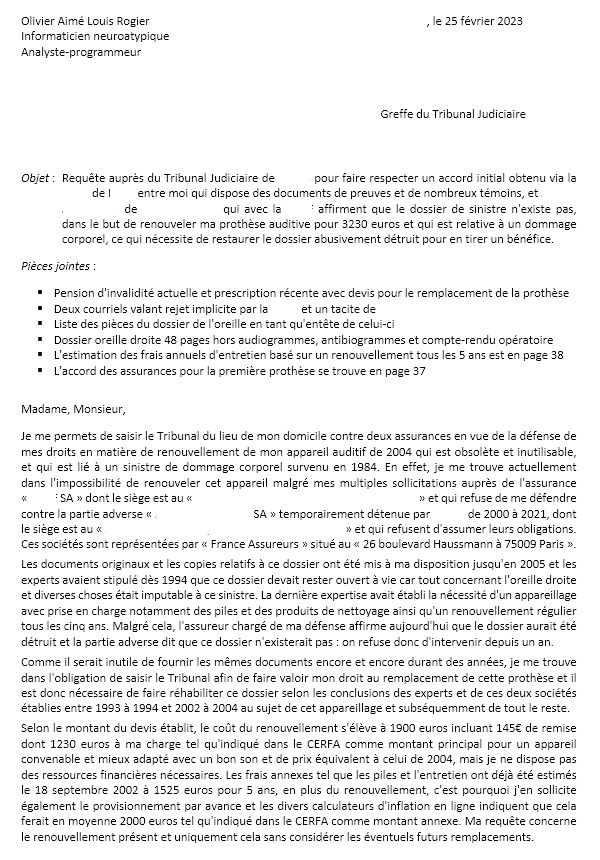 Olivier Aimé Louis Rogier , le 25 février 2023
Informaticien neuroatypique
Analyste-programmeur
Greffe du Tribunal Judiciaire
Objet : Requête auprès du Tribunal Judiciaire de pour faire respecter un accord initial obtenu via la
de l entre moi qui dispose des documents de preuves et de nombreux témoins, et
de qui avec la affirment que le dossier de sinistre n'existe pas,
dans le but de renouveler ma prothèse auditive pour 3230 euros et qui est relative à un dommage
corporel, ce qui nécessite de restaurer le dossier abusivement détruit pour en tirer un bénéfice.
Pièces jointes :
▪ Pension d'invalidité actuelle et prescription récente avec devis pour le remplacement de la prothèse
▪ Deux courriels valant rejet implicite par la et un tacite de
▪ Liste des pièces du dossier de l'oreille en tant qu'entête de celui-ci
▪ Dossier oreille droite 48 pages hors audiogrammes, antibiogrammes et compte-rendu opératoire
▪ L'estimation des frais annuels d'entretien basé sur un renouvellement tous les 5 ans est en page 38
▪ L'accord des assurances pour la première prothèse se trouve en page 37
Madame, Monsieur,
Je me permets de saisir le Tribunal du lieu de mon domicile contre deux assurances en vue de la défense de
mes droits en matière de renouvellement de mon appareil auditif de 2004 qui est obsolète et inutilisable,
et qui est lié à un sinistre de dommage corporel survenu en 1984. En effet, je me trouve actuellement
dans l'impossibilité de renouveler cet appareil malgré mes multiples sollicitations auprès de l'assurance
« SA » dont le siège est au « » et qui refuse de me défendre
contre la partie adverse « SA » temporairement détenue par de 2000 à 2021, dont
le siège est au « » et qui refusent d'assumer leurs obligations.
Ces sociétés sont représentées par « France Assureurs » situé au « 26 boulevard Haussmann à 75009 Paris ».
Les documents originaux et les copies relatifs à ce dossier ont été mis à ma disposition jusqu'en 2005 et les
experts avaient stipulé dès 1994 que ce dossier devait rester ouvert à vie car tout concernant l'oreille droite
et diverses choses était imputable à ce sinistre. La dernière expertise avait établi la nécessité d'un appareillage
avec prise en charge notamment des piles et des produits de nettoyage ainsi qu'un renouvellement régulier
tous les cinq ans. Malgré cela, l'assureur chargé de ma défense affirme aujourd'hui que le dossier aurait été
détruit et la partie adverse dit que ce dossier n'existerait pas : on refuse donc d'intervenir depuis un an.
Comme il serait inutile de fournir les mêmes documents encore et encore durant des années, je me trouve
dans l'obligation de saisir le Tribunal afin de faire valoir mon droit au remplacement de cette prothèse et il
est donc nécessaire de faire réhabiliter ce dossier selon les conclusions des experts et de ces deux sociétés
établies entre 1993 à 1994 et 2002 à 2004 au sujet de cet appareillage et subséquemment de tout le reste.
Selon le montant du devis établit, le coût du renouvellement s'élève à 1900 euros incluant 145€ de remise
dont 1230 euros à ma charge tel qu'indiqué dans le CERFA comme montant principal pour un appareil
convenable et mieux adapté avec un bon son et de prix équivalent à celui de 2004, mais je ne dispose pas
des ressources financières nécessaires. Les frais annexes tel que les piles et l'entretien ont déjà été estimés
le 18 septembre 2002 à 1525 euros pour 5 ans, en plus du renouvellement, c'est pourquoi j'en sollicite
également le provisionnement par avance et les divers calculateurs d'inflation en ligne indiquent que cela
ferait en moyenne 2000 euros tel qu'indiqué dans le CERFA comme montant annexe. Ma requête concerne
le renouvellement présent et uniquement cela sans considérer les éventuels futurs remplacements.